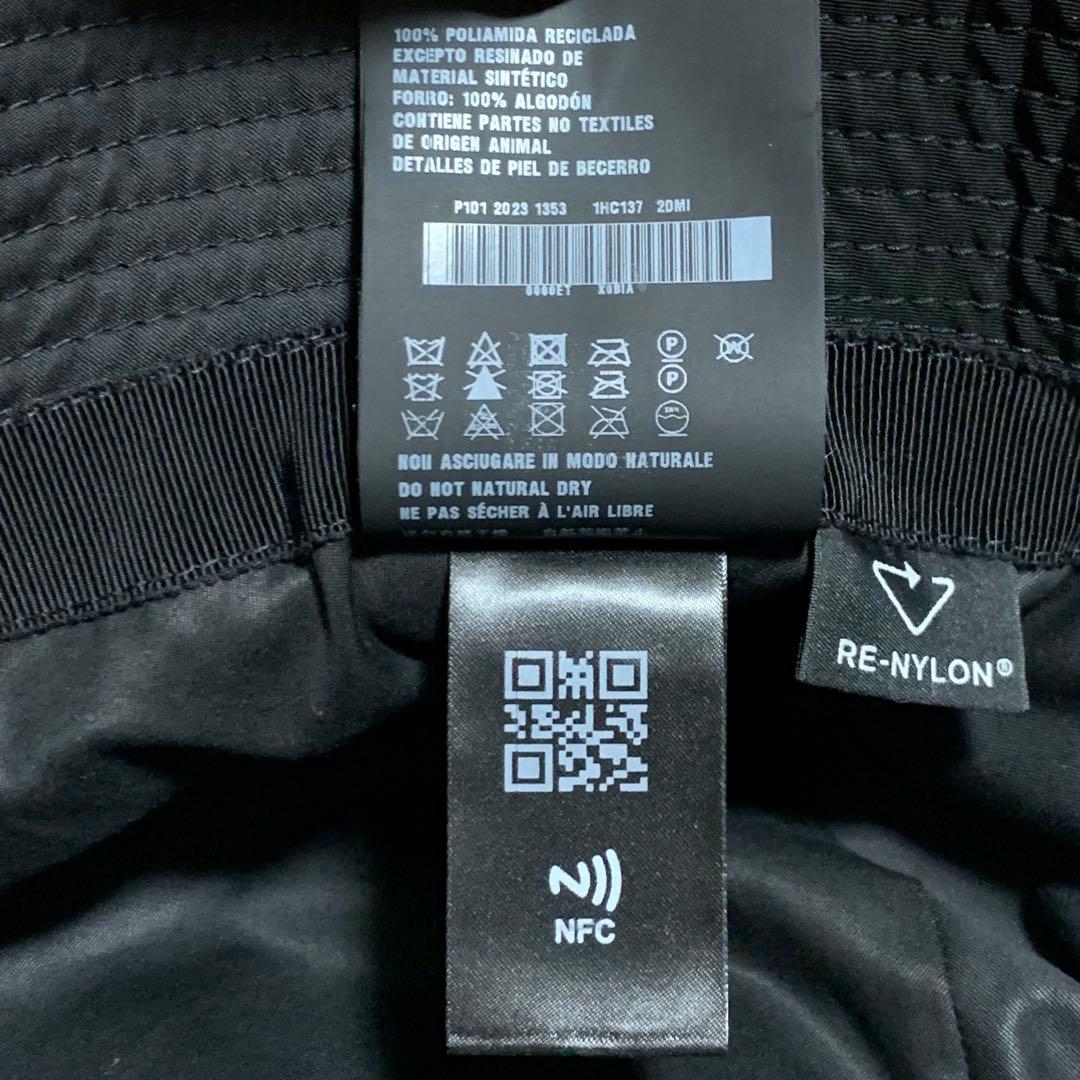 100% POLIAMIDA RECICLADA
EXCEPTO RESINADO DE
MATERIAL SINTÉTICO
FORRO: 100% ALGODÓN
CONTIENE PARTES NO TEXTILES
DE ORIGEN ANIMAL
DETALLES DE PIEL DE BECERRO
P101 2023 1353 1HC137 2DMI
P
W
P
NON ASCIUGARE IN MODO NATURALE
DO NOT NATURAL DRY
NE PAS SÉCHER À L'AIR LIBRE
RE-NYLON®
NFC